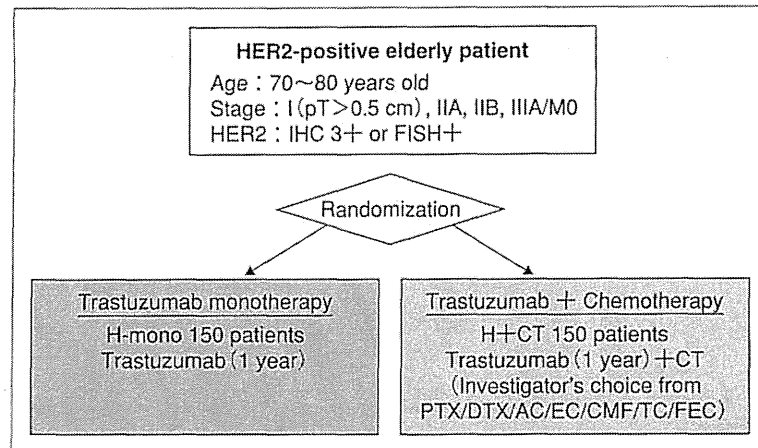 HER2-positive elderly patient
Age：70～80 years old
Stage：I (pT＞0.5 cm), IIA, IIB, IIIA/M0
HER2：IHC 3＋ or FISH＋
Randomization
Trastuzumab monotherapy
H-mono 150 patients
Trastuzumab (1 year)
Trastuzumab ＋ Chemotherapy
H+CT 150 patients
Trastuzumab (1 year) ＋CT
(Investigator's choice from
PTX/DTX/AC/EC/CMF/TC/FEC)